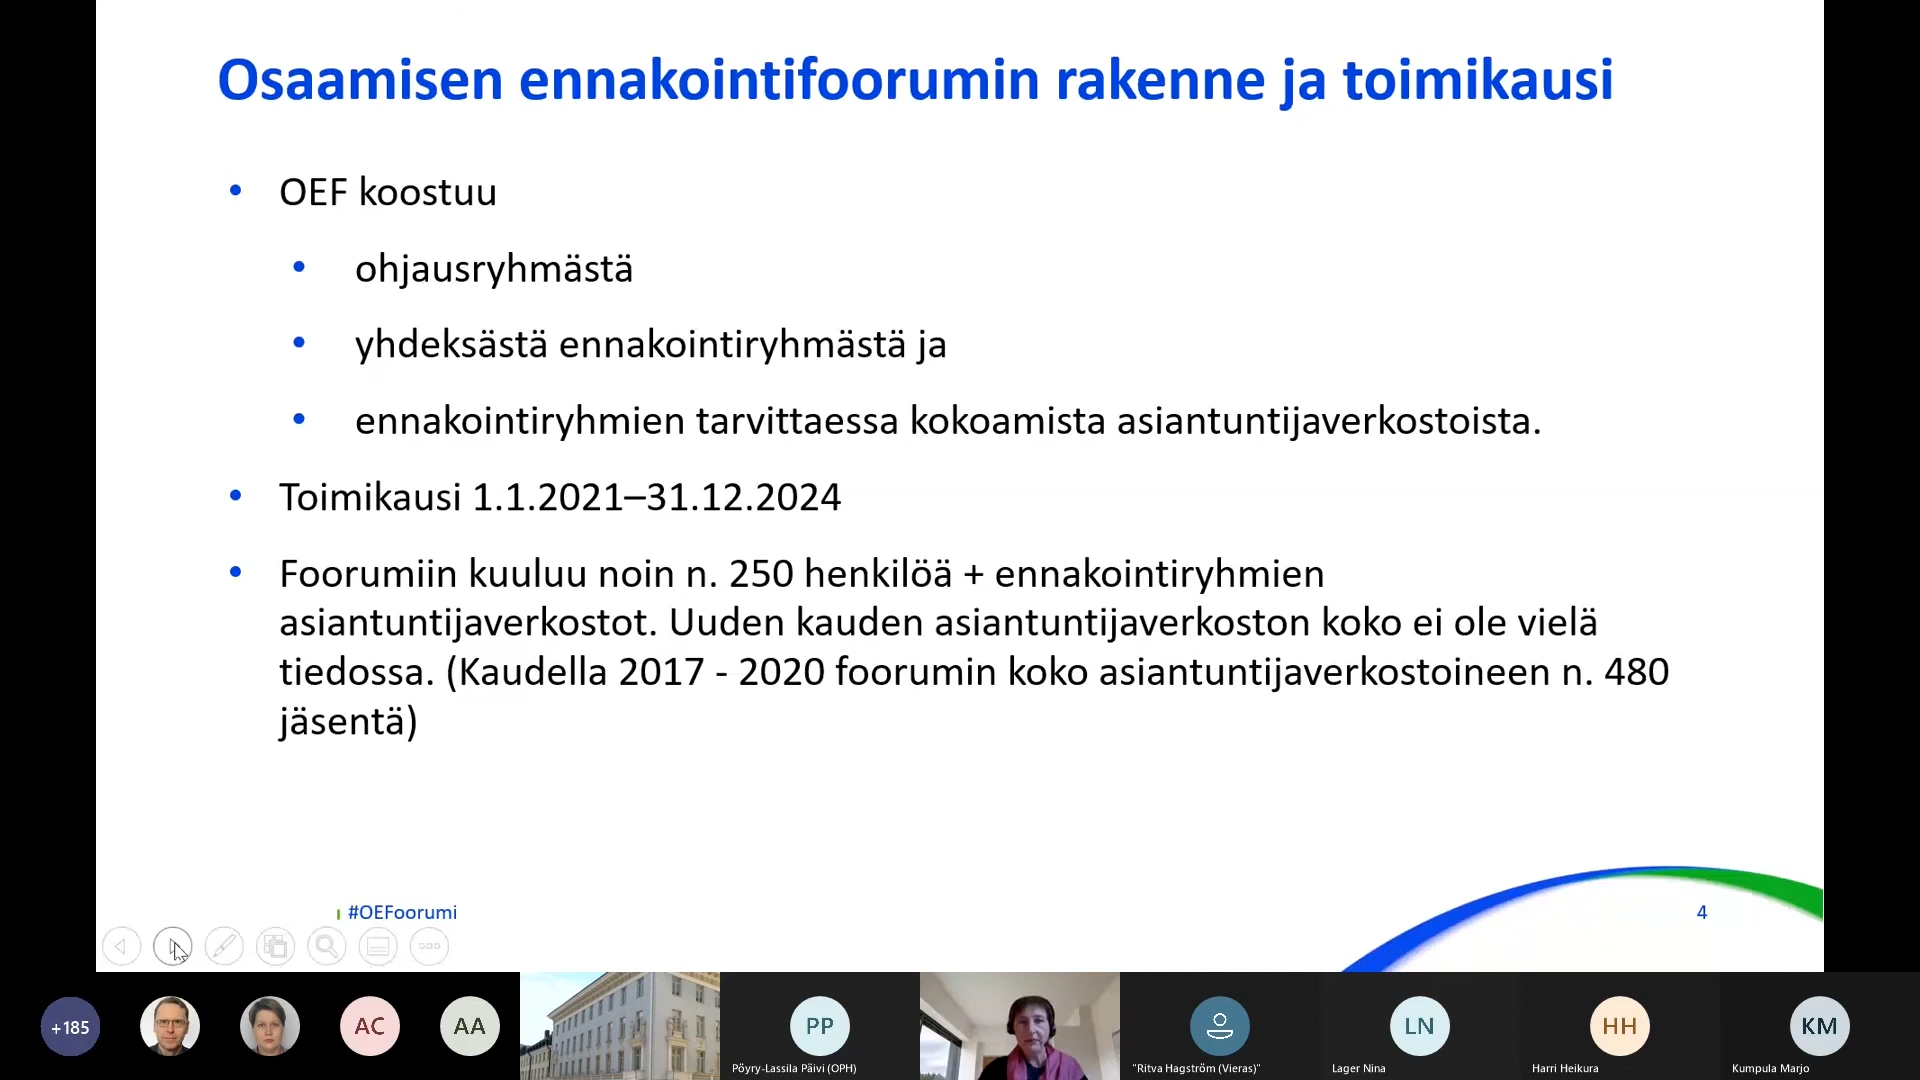 Osaamisen ennakointifoorumin rakenne ja toimikausi
• OEF koostuu
• ohjausryhmästä
• yhdeksästä ennakointiryhmästä ja
• ennakointiryhmien tarvittaessa kokoamista asiantuntijaverkostoista.
• Toimikausi 1.1.2021–31.12.2024
• Foorumiin kuuluu noin n. 250 henkilöä + ennakointiryhmien
asiantuntijaverkostot. Uuden kauden asiantuntijaverkoston koko ei ole vielä
tiedossa. (Kaudella 2017 - 2020 foorumin koko asiantuntijaverkostoineen n. 480
jäsentä)
#OEFoorumi
4
+185
AC
AA
PP
LN
HH
KM
Pöyry-Lassila Päivi (OPH)
"Ritva Hagström (Vieras)"
Lager Nina
Harri Heikura
Kumpula Marjo